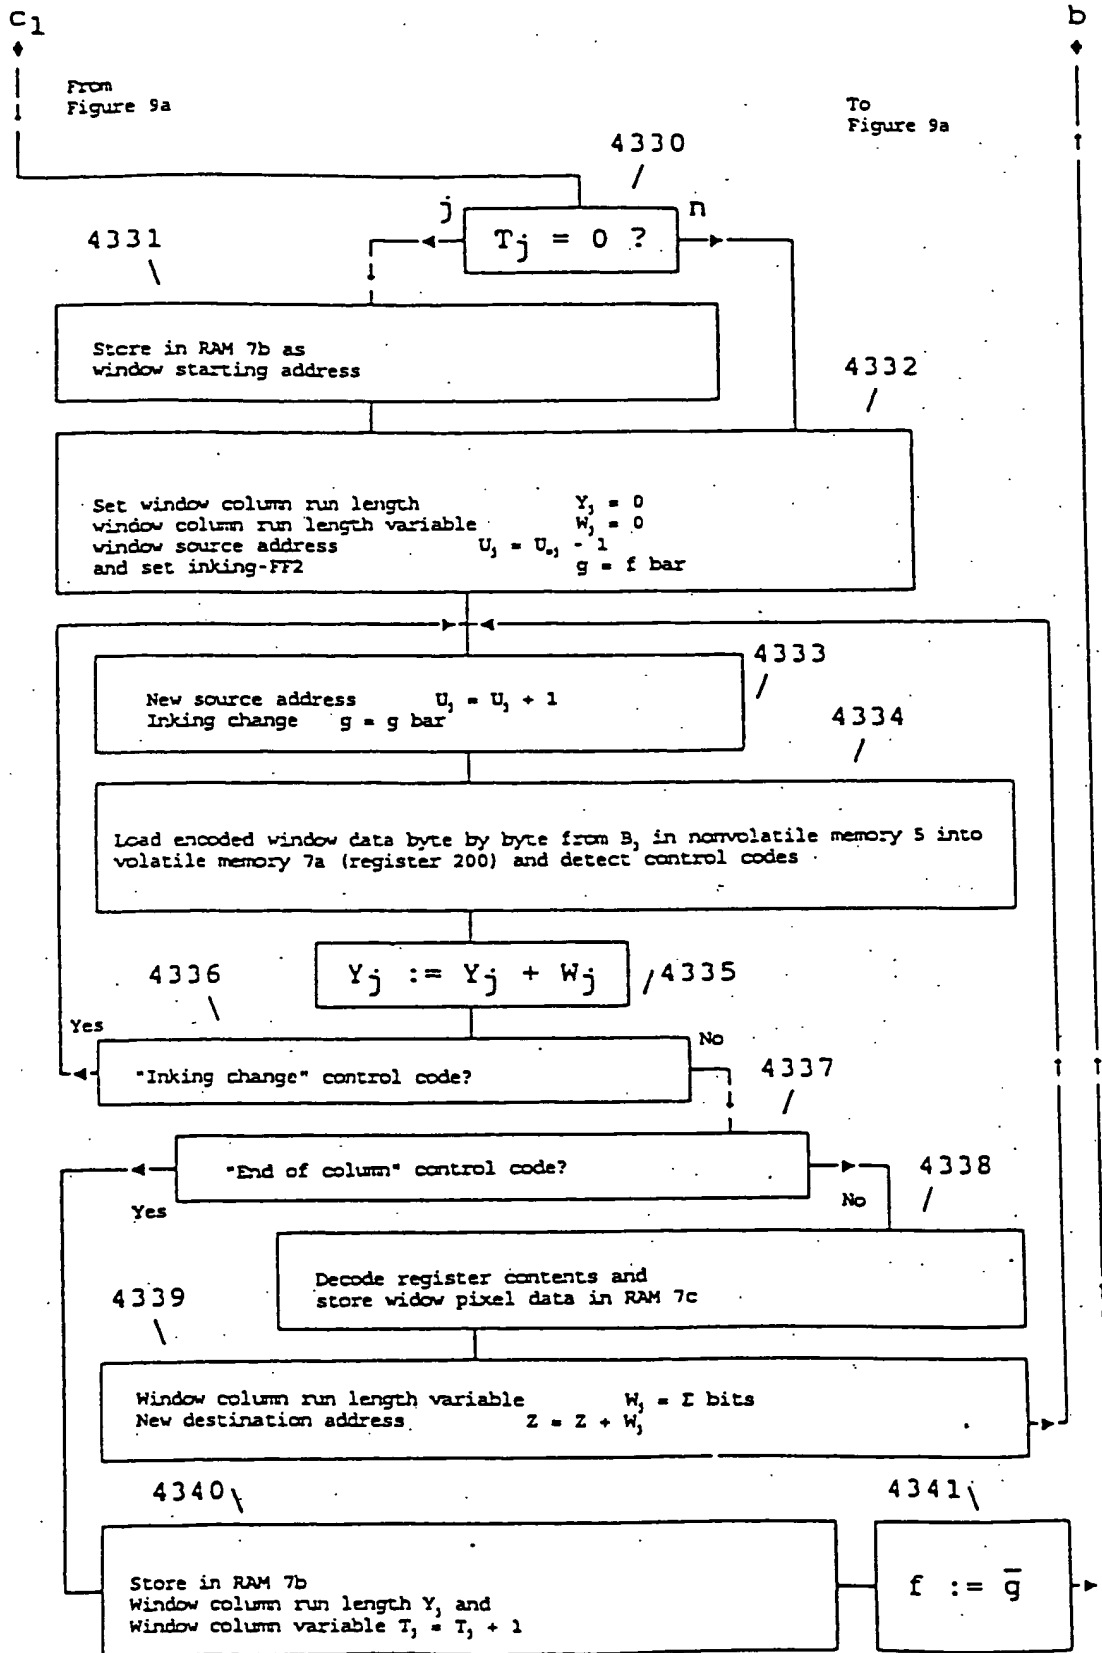 c1
b
From
Figure 9a
To
Figure 9a
4330
j
Tj = 0 ?
n
4331
Store in RAM 7b as
window starting address
4332
Set window column run length Yj = 0
window column run length variable Wj = 0
window source address Uj = Uoj - 1
and set inking-FF2 g = f bar
4333
New source address Uj = Uj + 1
Inking change g = g bar
4334
Load encoded window data byte by byte from Bj in nonvolatile memory 5 into
volatile memory 7a (register 200) and detect control codes
Yj := Yj + Wj
4335
4336
Yes
No
"Inking change" control code?
4337
"End of column" control code?
Yes
No
4338
Decode register contents and
store widow pixel data in RAM 7c
4339
Window column run length variable Wj = Σ bits
New destination address Z = Z + Wj
4340
4341
Store in RAM 7b
Window column run length Yj and
Window column variable Tj = Tj + 1
f := g̅